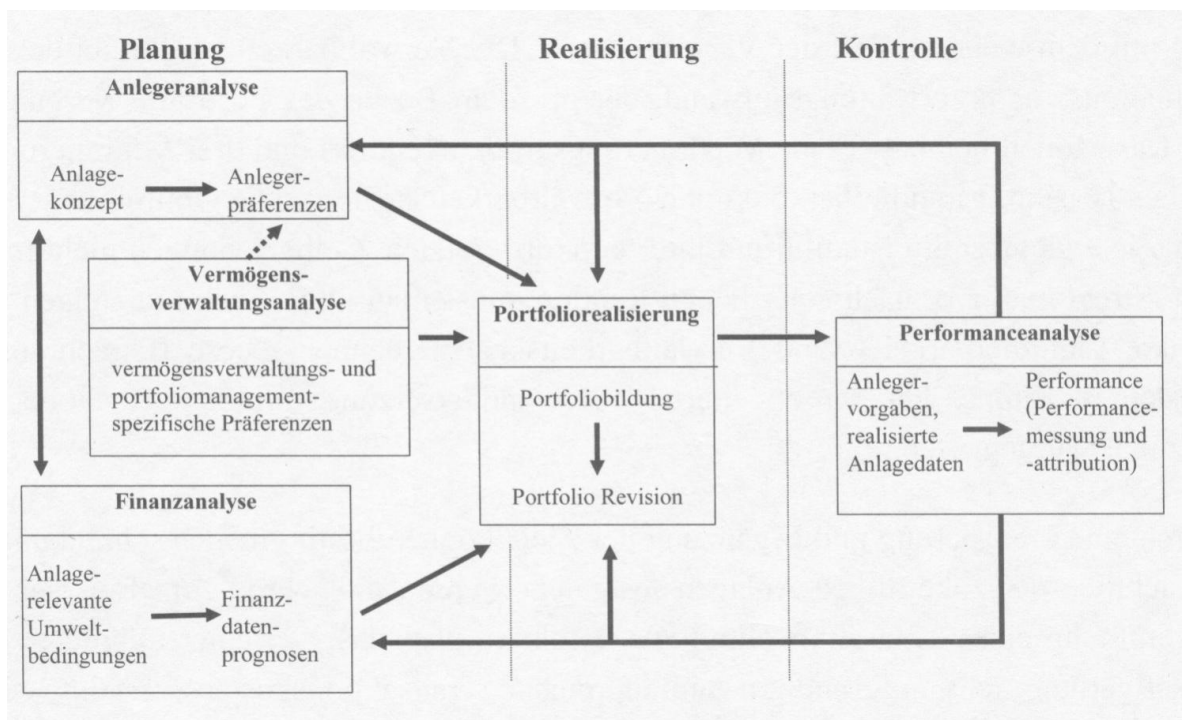 Planung
Realisierung
Kontrolle
Anlegeranalyse
Anlage-
konzept
Anleger-
präferenzen
Vermögens-
verwaltungsanalyse
vermögensverwaltungs- und
portfoliomanagement-
spezifische Präferenzen
Finanzanalyse
Anlage-
relevante
Umwelt-
bedingungen
Finanz-
daten-
prognosen
Portfoliorealisierung
Portfoliobildung
Portfolio Revision
Performanceanalyse
Anleger-
vorgaben,
realisierte
Anlagedaten
Performance
(Performance-
messung und
-attribution)